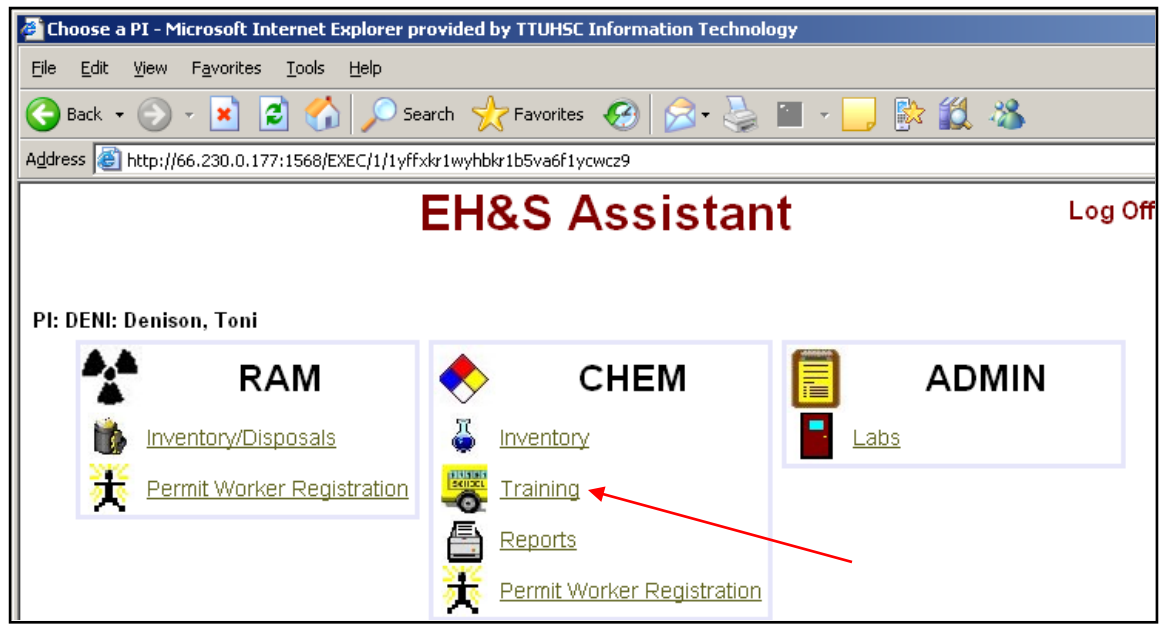 Choose a PI - Microsoft Internet Explorer provided by TTUHSC Information Technology
File Edit View Favorites Tools Help
Back Search Favorites
Address http://66.230.0.177:1568/EXEC/1/1yffxkr1wyhbkr1b5va6f1ycwcz9
EH&S Assistant
Log Off
PI: DENI: Denison, Toni
RAM
Inventory/Disposals
Permit Worker Registration
CHEM
Inventory
Training
Reports
Permit Worker Registration
ADMIN
Labs